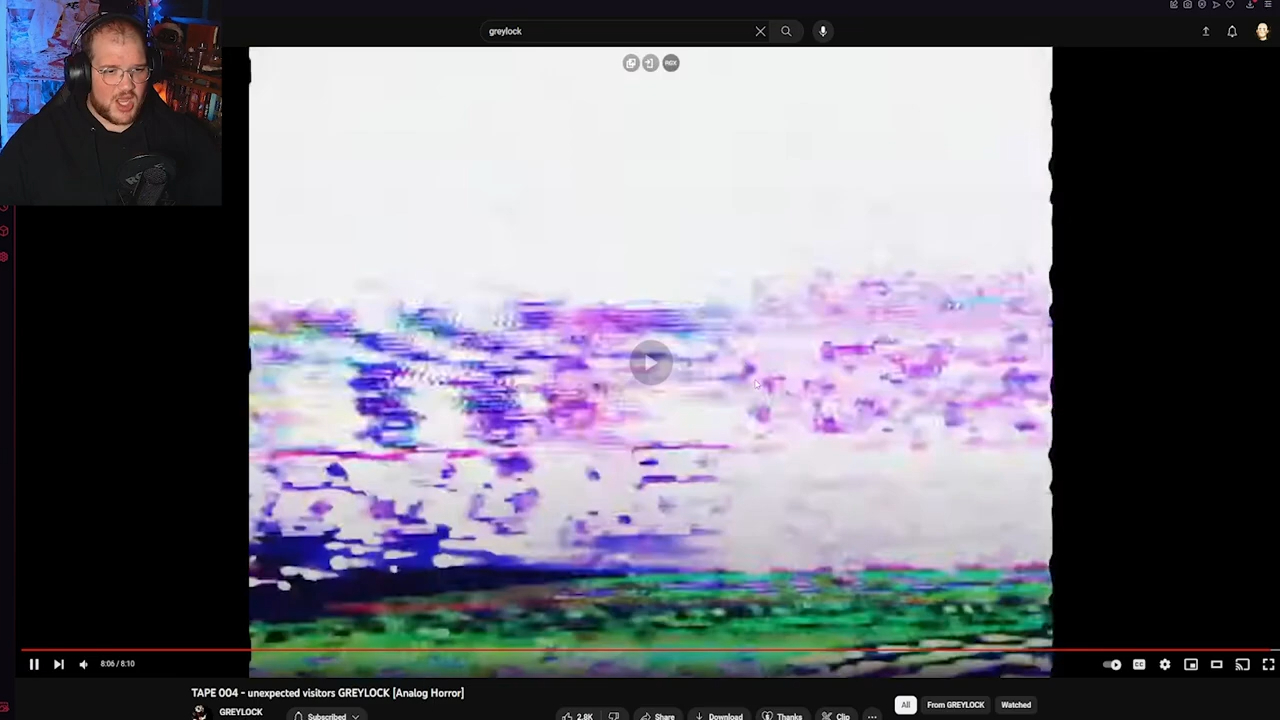 greylock
8:06 / 8:10
TAPE 004 - unexpected visitors GREYLOCK [Analog Horror]
GREYLOCK
Subscribed
2.8K
Share
Download
Thanks
Clip
All
From GREYLOCK
Watched